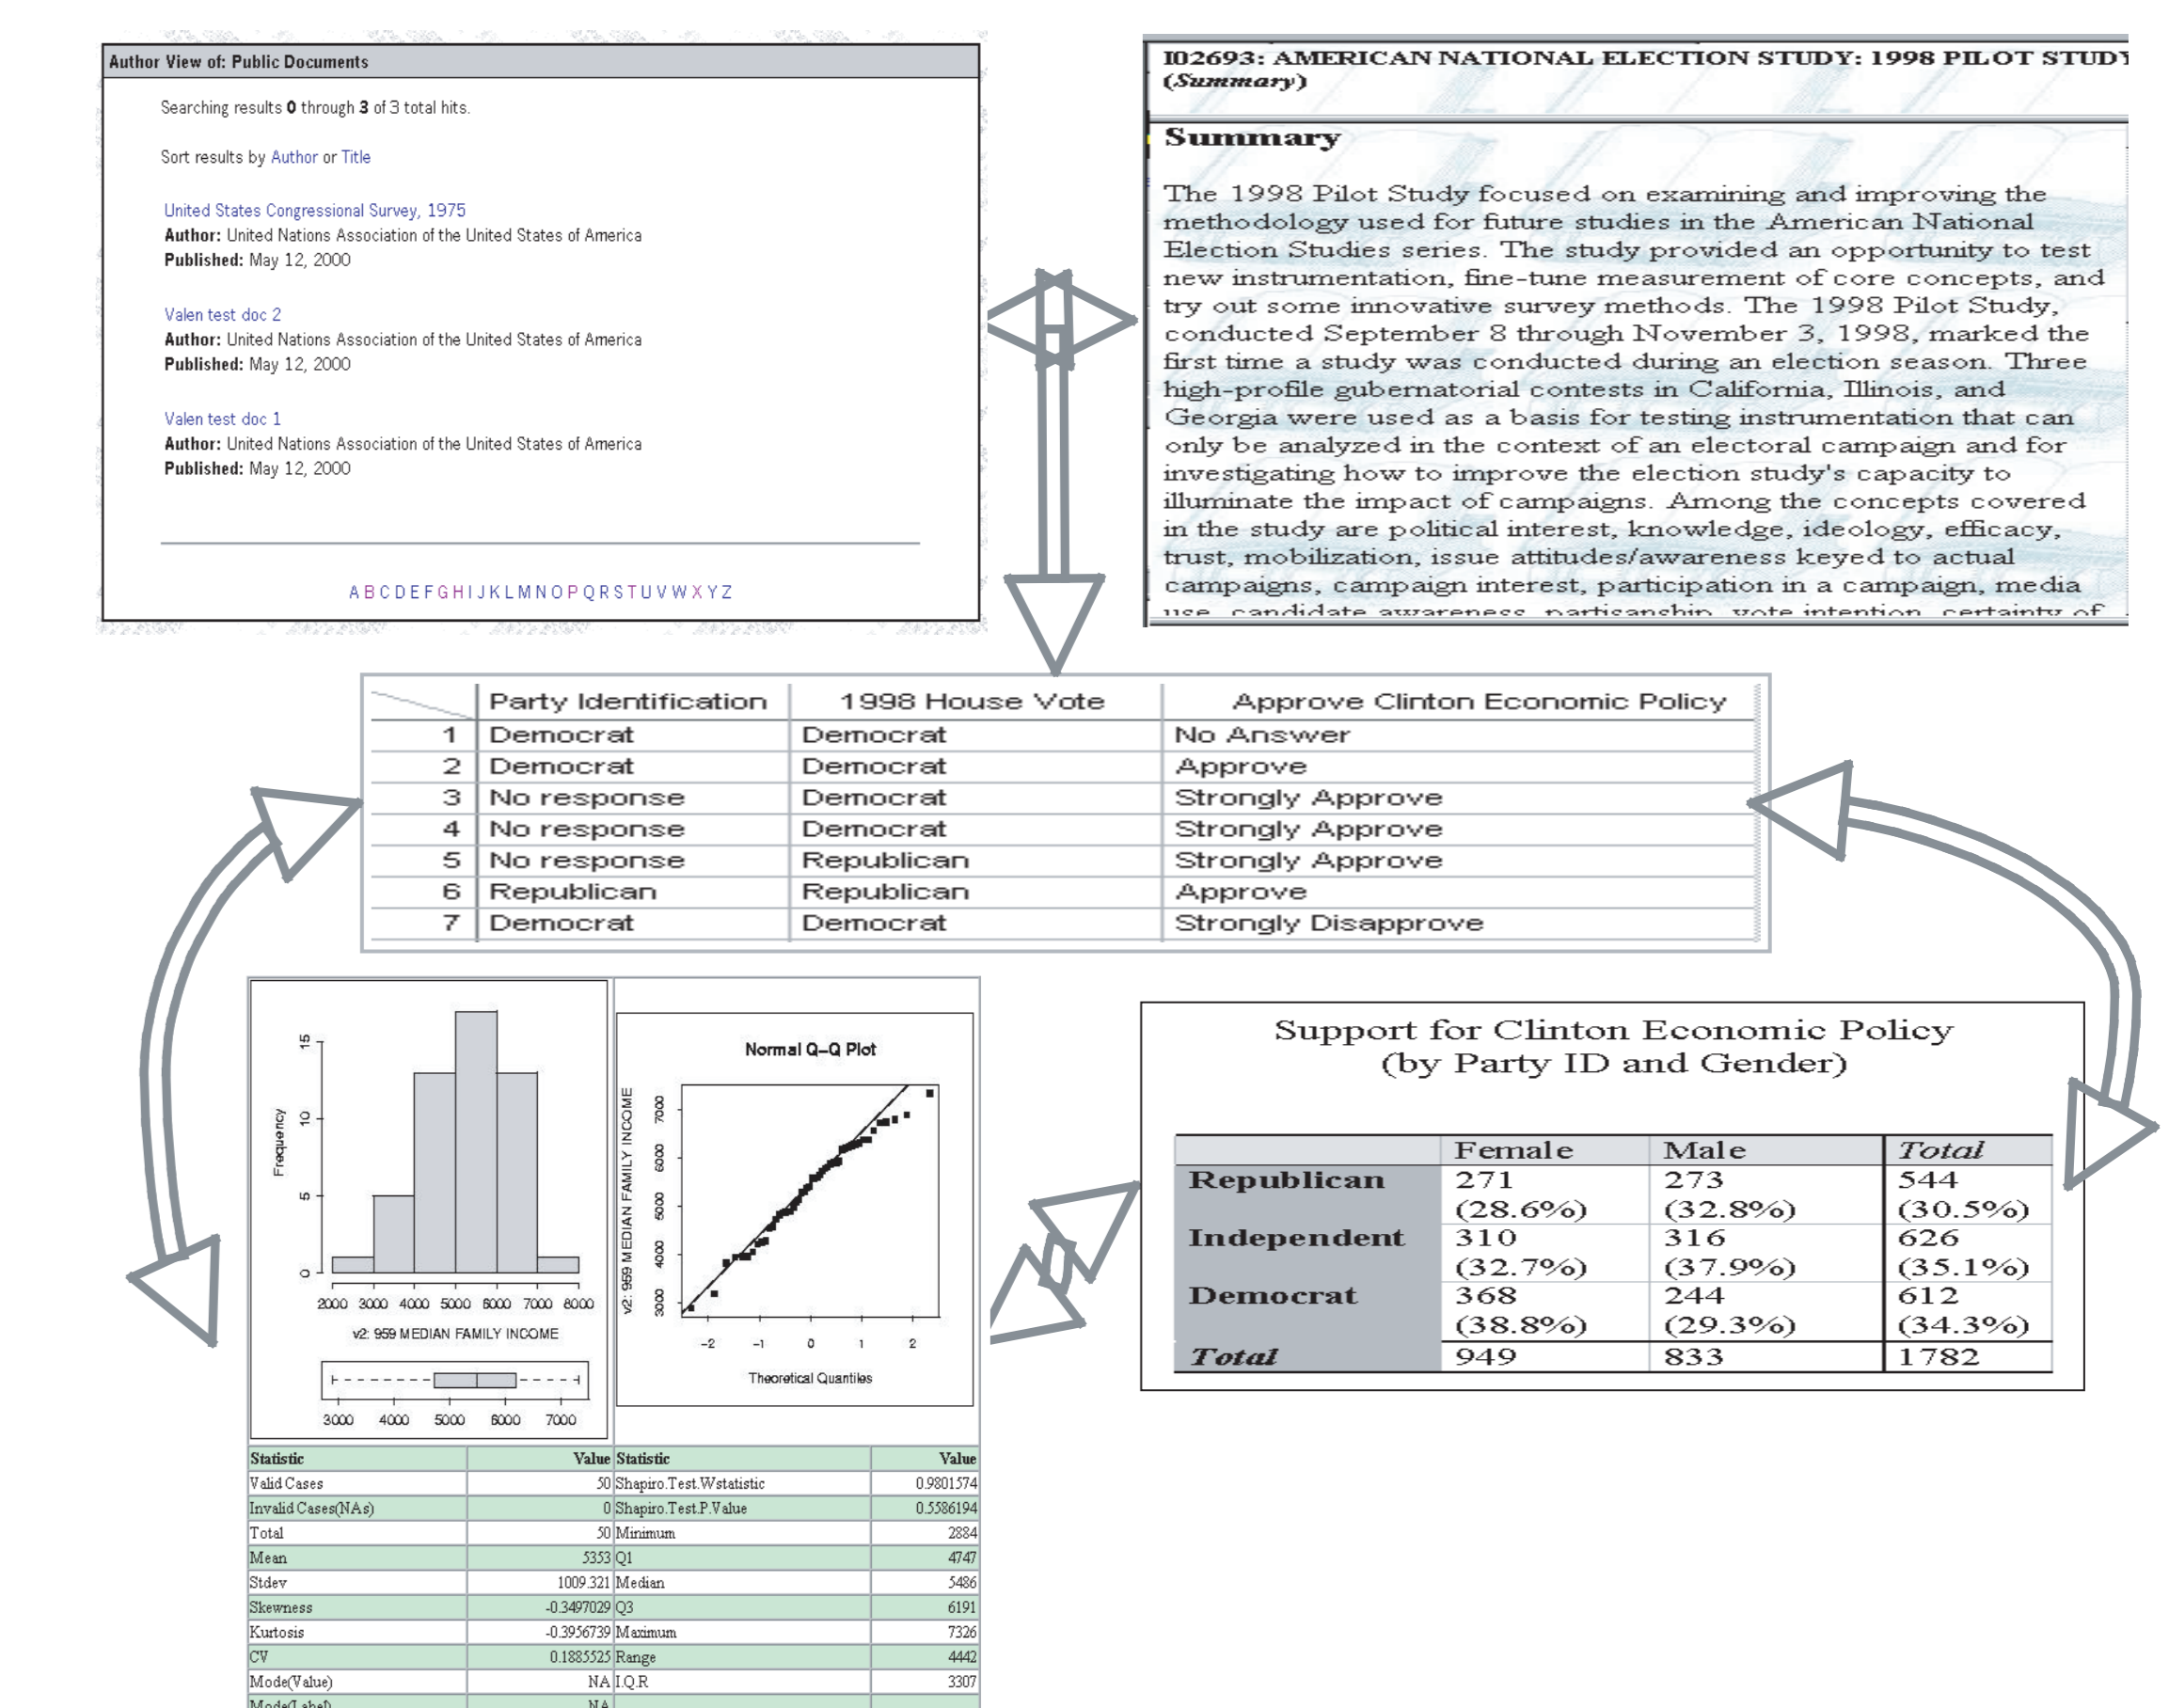 Author View of: Public Documents
Searching results 0 through 3 of 3 total hits.
Sort results by Author or Title
United States Congressional Survey, 1975
Author: United Nations Association of the United States of America
Published: May 12, 2000
Valen test doc 2
Author: United Nations Association of the United States of America
Published: May 12, 2000
Valen test doc 1
Author: United Nations Association of the United States of America
Published: May 12, 2000
A B C D E F G H I J K L M N O P Q R S T U V W X Y Z
I02693: AMERICAN NATIONAL ELECTION STUDY: 1998 PILOT STUDY
(Summary)
Summary
The 1998 Pilot Study focused on examining and improving the
methodology used for future studies in the American National
Election Studies series. The study provided an opportunity to test
new instrumentation, fine-tune measurement of core concepts, and
try out some innovative survey methods. The 1998 Pilot Study,
conducted September 8 through November 3, 1998, marked the
first time a study was conducted during an election season. Three
high-profile gubernatorial contests in California, Illinois, and
Georgia were used as a basis for testing instrumentation that can
only be analyzed in the context of an electoral campaign and for
investigating how to improve the election study's capacity to
illuminate the impact of campaigns. Among the concepts covered
in the study are political interest, knowledge, ideology, efficacy,
trust, mobilization, issue attitudes/awareness keyed to actual
campaigns, campaign interest, participation in a campaign, media
use, candidate awareness, partisanship, vote intention, certainty of
Party Identification 1998 House Vote Approve Clinton Economic Policy
1 Democrat Democrat No Answer
2 Democrat Democrat Approve
3 No response Democrat Strongly Approve
4 No response Democrat Strongly Approve
5 No response Republican Strongly Approve
6 Republican Republican Approve
7 Democrat Democrat Strongly Disapprove
Frequency
15
10
5
0
2000 3000 4000 5000 6000 7000 8000
v2: 959 MEDIAN FAMILY INCOME
3000 4000 5000 6000 7000
Normal Q–Q Plot
v2: 959 MEDIAN FAMILY INCOME
7000
6000
5000
4000
3000
-2 -1 0 1 2
Theoretical Quantiles
Statistic Value Statistic Value
Valid Cases 50 Shapiro.Test.Wstatistic 0.9801574
Invalid Cases(NAs) 0 Shapiro.Test.P.Value 0.5586194
Total 50 Minimum 2884
Mean 5353 Q1 4747
Stdev 1009.321 Median 5486
Skewness -0.3497029 Q3 6191
Kurtosis -0.3956739 Maximum 7326
CV 0.1885525 Range 4442
Mode(Value) NA I.Q.R 3307
Mode(Label) NA
Support for Clinton Economic Policy
(by Party ID and Gender)
Female Male Total
Republican 271 273 544
(28.6%) (32.8%) (30.5%)
Independent 310 316 626
(32.7%) (37.9%) (35.1%)
Democrat 368 244 612
(38.8%) (29.3%) (34.3%)
Total 949 833 1782